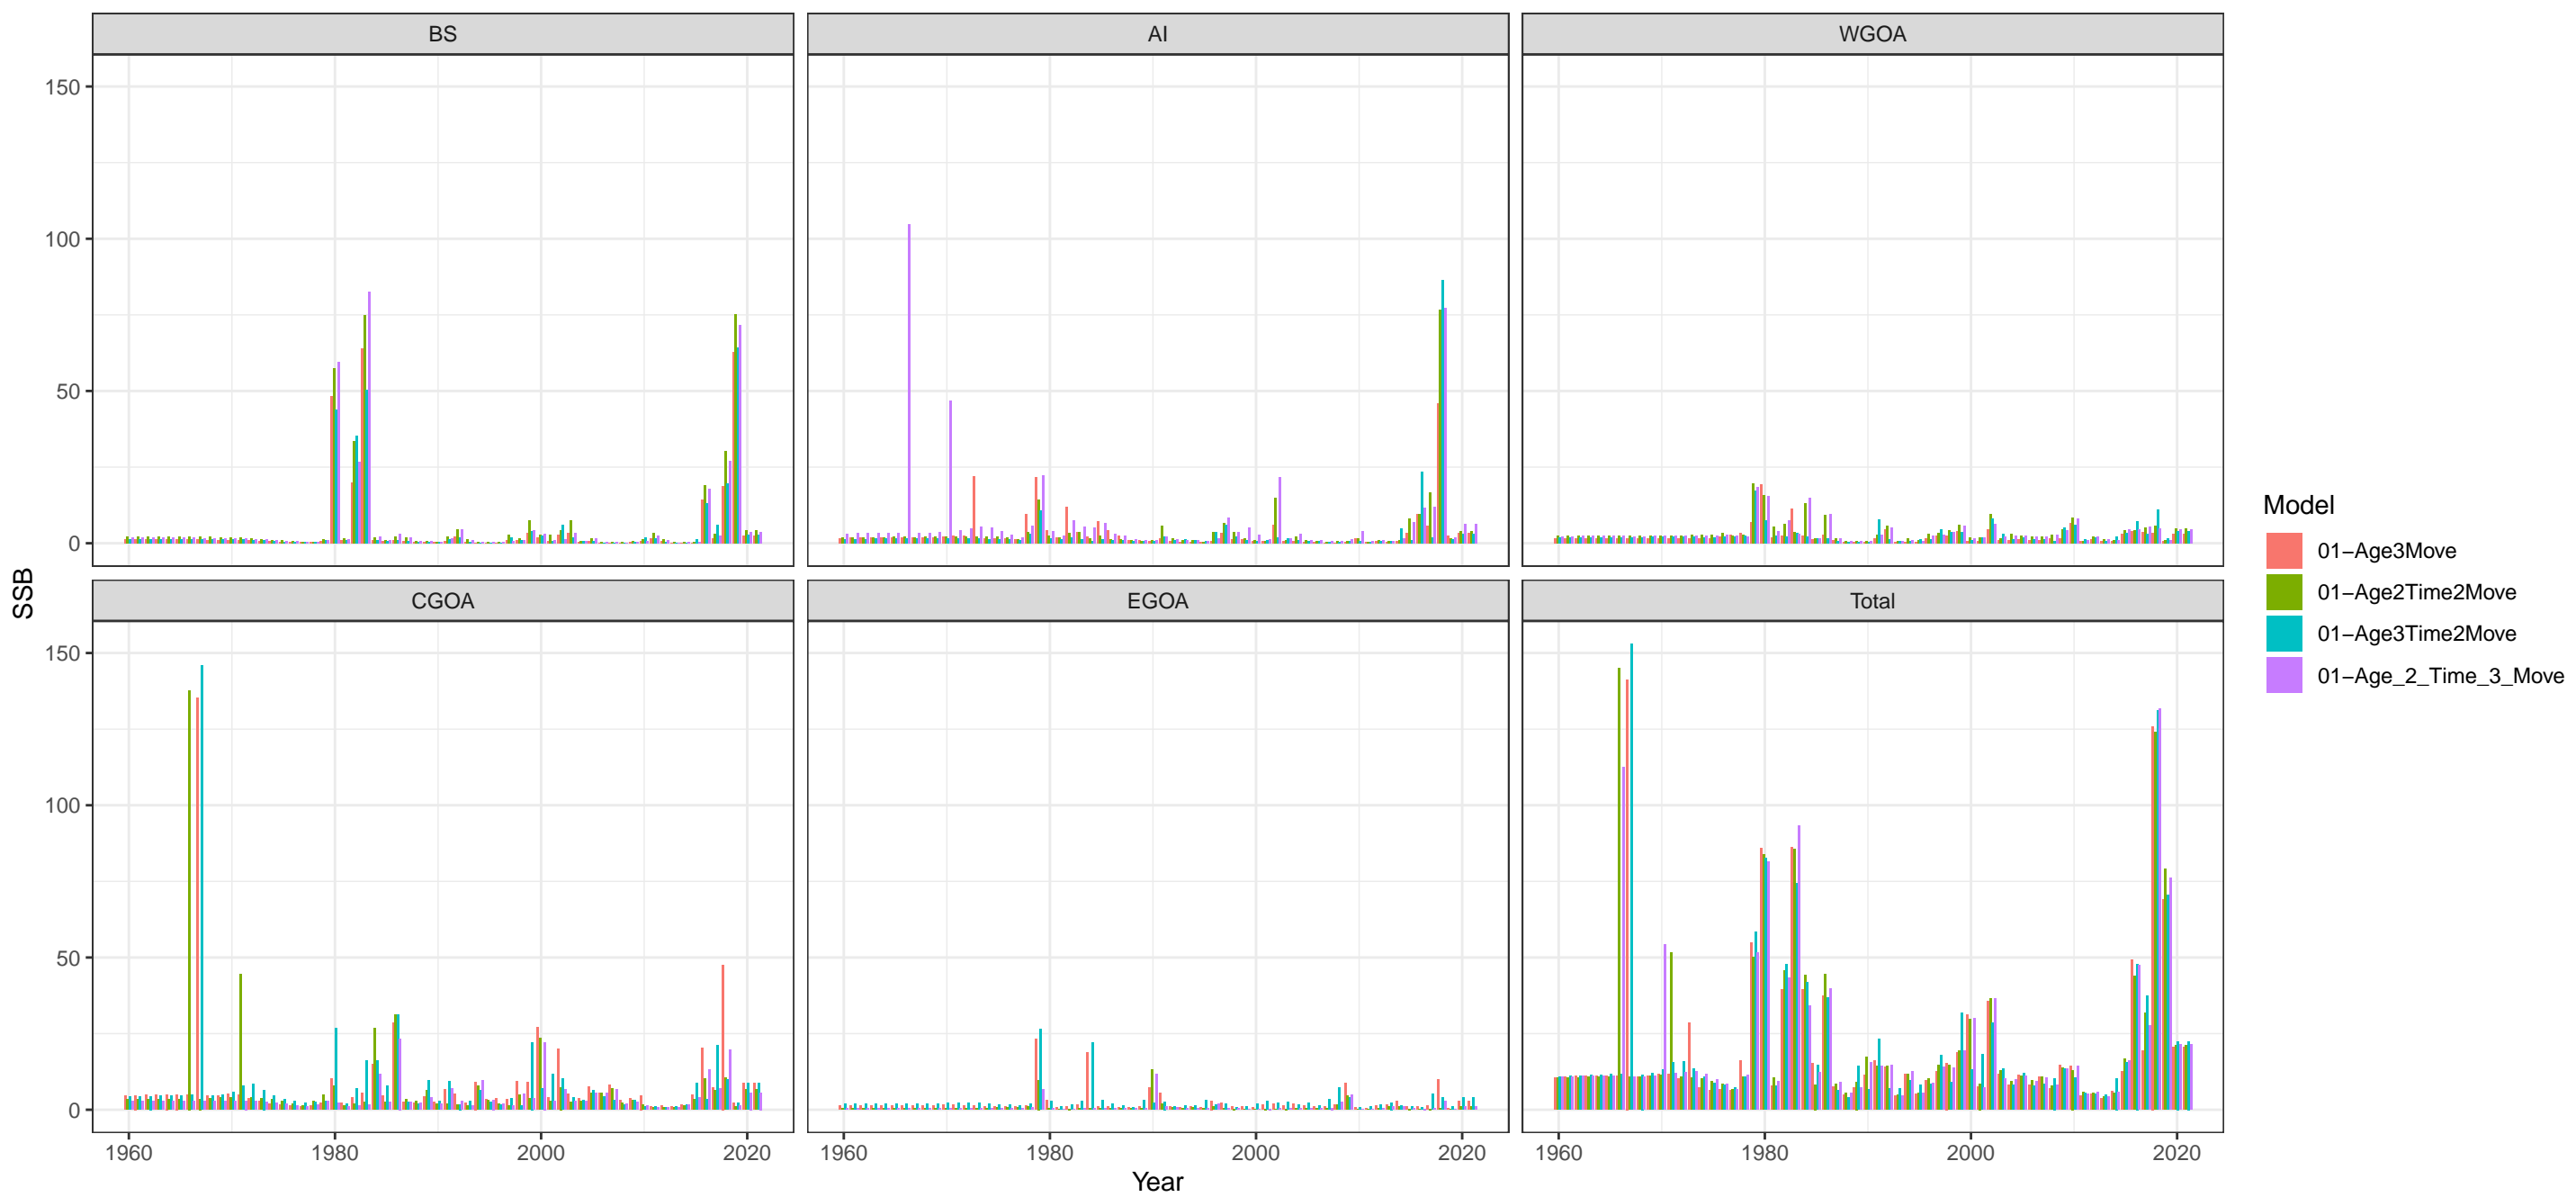 BS
AI
WGOA
150
100
50
0
CGOA
EGOA
Total
150
100
50
0
1960
1980
2000
2020
1960
1980
2000
2020
1960
1980
2000
2020
SSB
Year
Model
01−Age3Move
01−Age2Time2Move
01−Age3Time2Move
01−Age_2_Time_3_Move